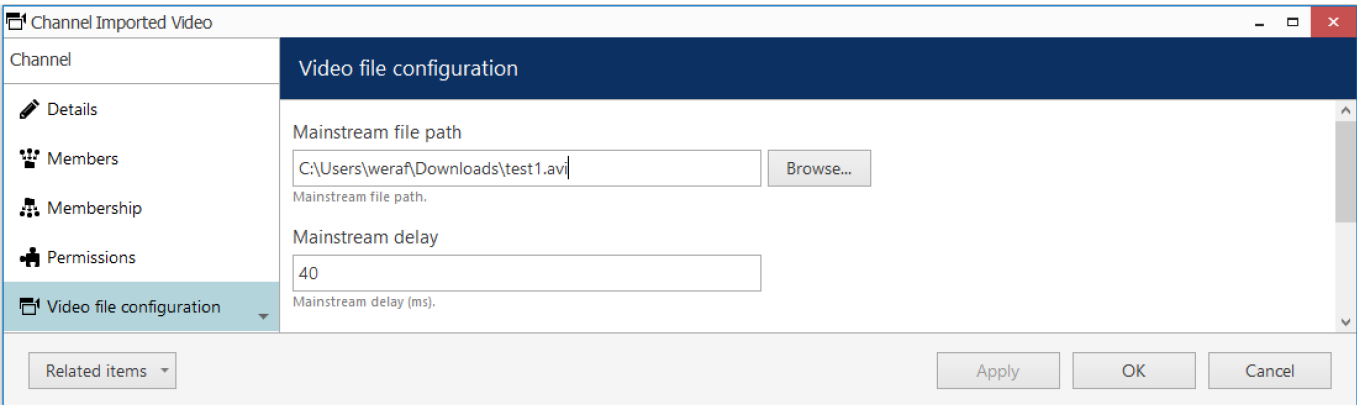 Channel Imported Video
Channel
Details
Members
Membership
Permissions
Video file configuration
Video file configuration
Mainstream file path
C:\Users\weraf\Downloads\test1.avi
Browse...
Mainstream file path.
Mainstream delay
40
Mainstream delay (ms).
Related items
Apply
OK
Cancel